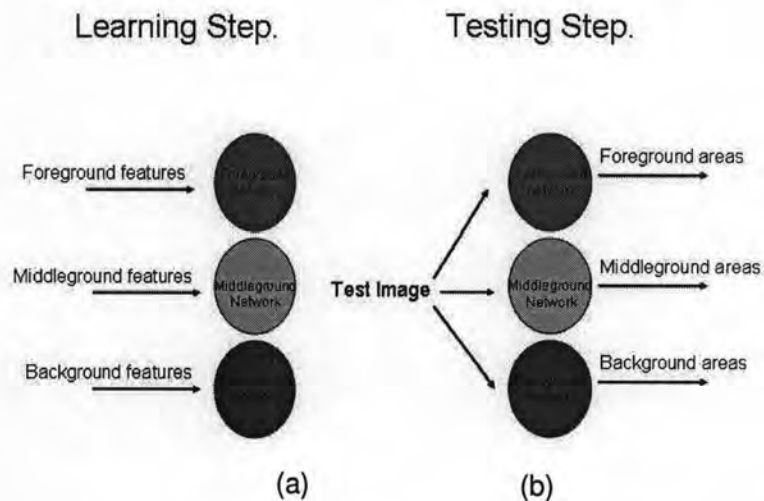 Learning Step.
Testing Step.
Foreground features
Foreground areas
Middleground features
Middleground
Network
Test Image
Middleground
Network
Middleground areas
Background features
Background areas
(a)
(b)